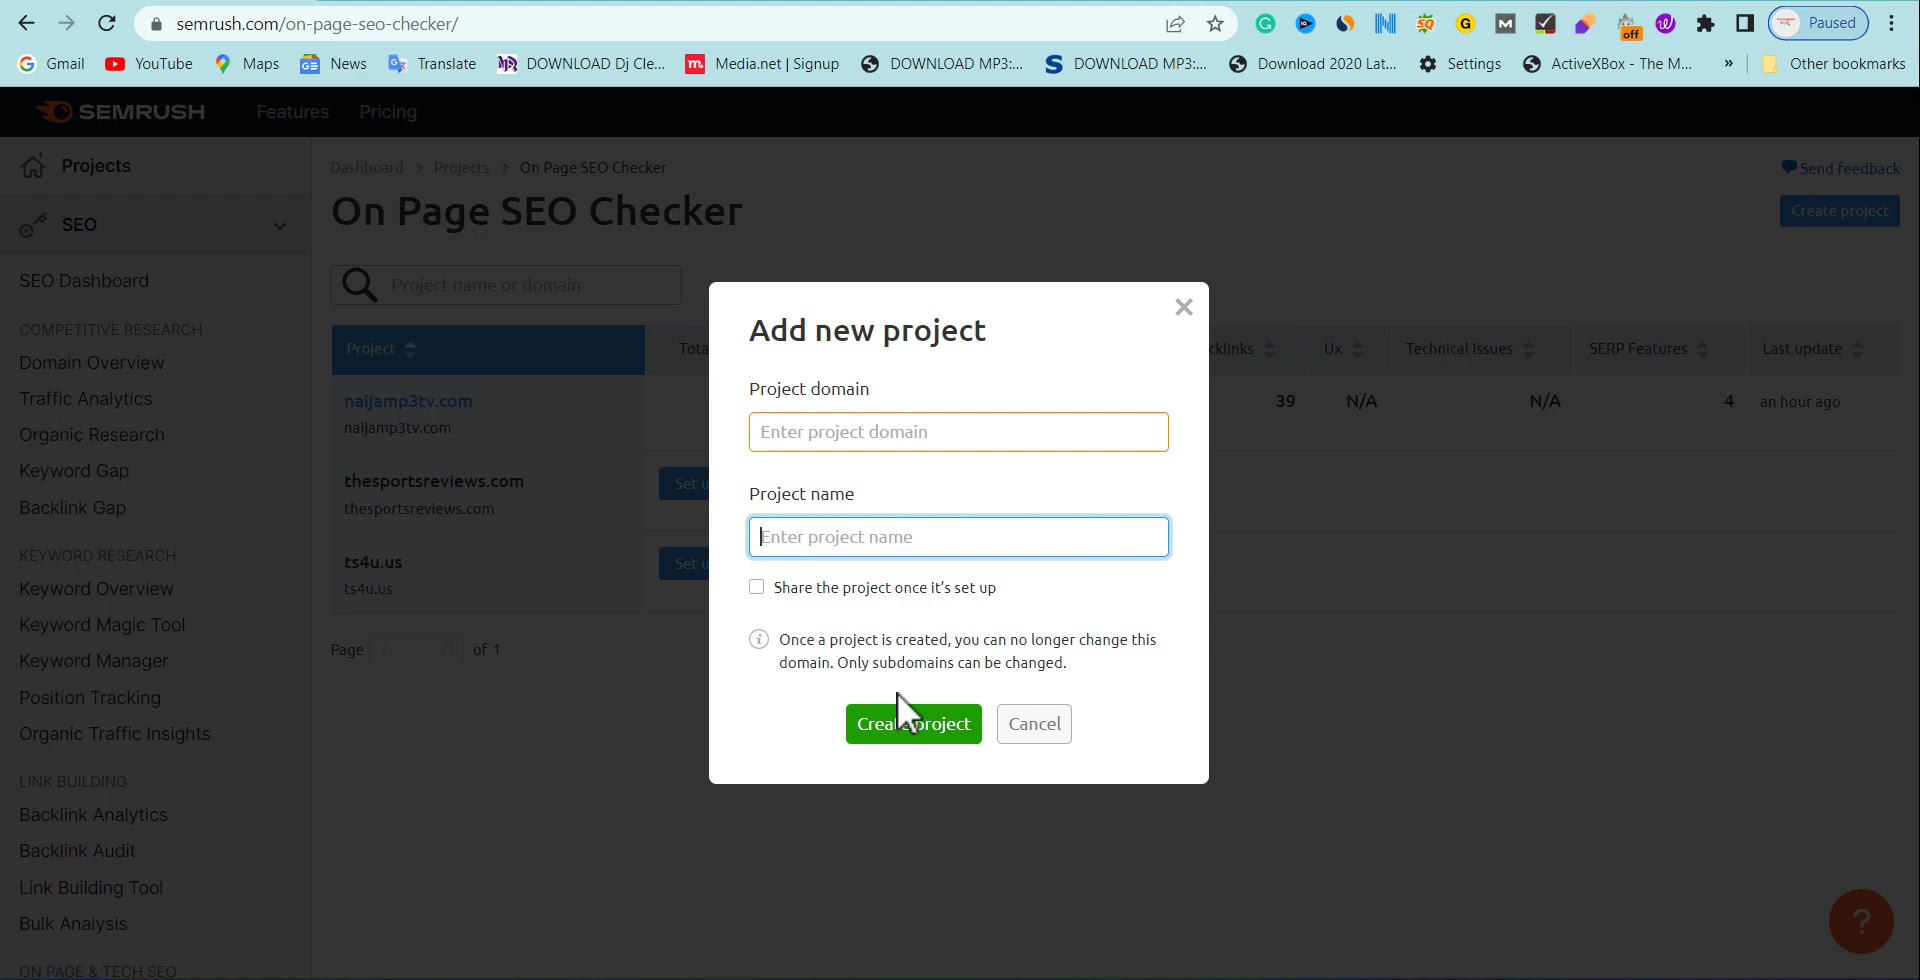 semrush.com/on-page-seo-checker/
off
Paused
Gmail
YouTube
Maps
News
Translate
DOWNLOAD Dj Cle...
Media.net | Signup
DOWNLOAD MP3:...
DOWNLOAD MP3:...
Download 2020 Lat...
Settings
ActiveXBox - The M...
»
Other bookmarks
SEMRUSH
Features
Pricing
Projects
SEO
SEO Dashboard
COMPETITIVE RESEARCH
Domain Overview
Traffic Analytics
Organic Research
Keyword Gap
Backlink Gap
KEYWORD RESEARCH
Keyword Overview
Keyword Magic Tool
Keyword Manager
Position Tracking
Organic Traffic Insights
LINK BUILDING
Backlink Analytics
Backlink Audit
Link Building Tool
Bulk Analysis
ON PAGE & TECH SEO
Dashboard > Projects > On Page SEO Checker
Send feedback
On Page SEO Checker
Create project
Project name or domain
Project
Tota
cklinks
Ux
Technical Issues
SERP Features
Last update
naijamp3tv.com
naijamp3tv.com
39
N/A
N/A
4
an hour ago
thesportsreviews.com
thesportsreviews.com
Set u
ts4u.us
ts4u.us
Set u
Page 1 of 1
Add new project
Project domain
Enter project domain
Project name
Enter project name
Share the project once it's set up
Once a project is created, you can no longer change this
domain. Only subdomains can be changed.
Create project
Cancel
?